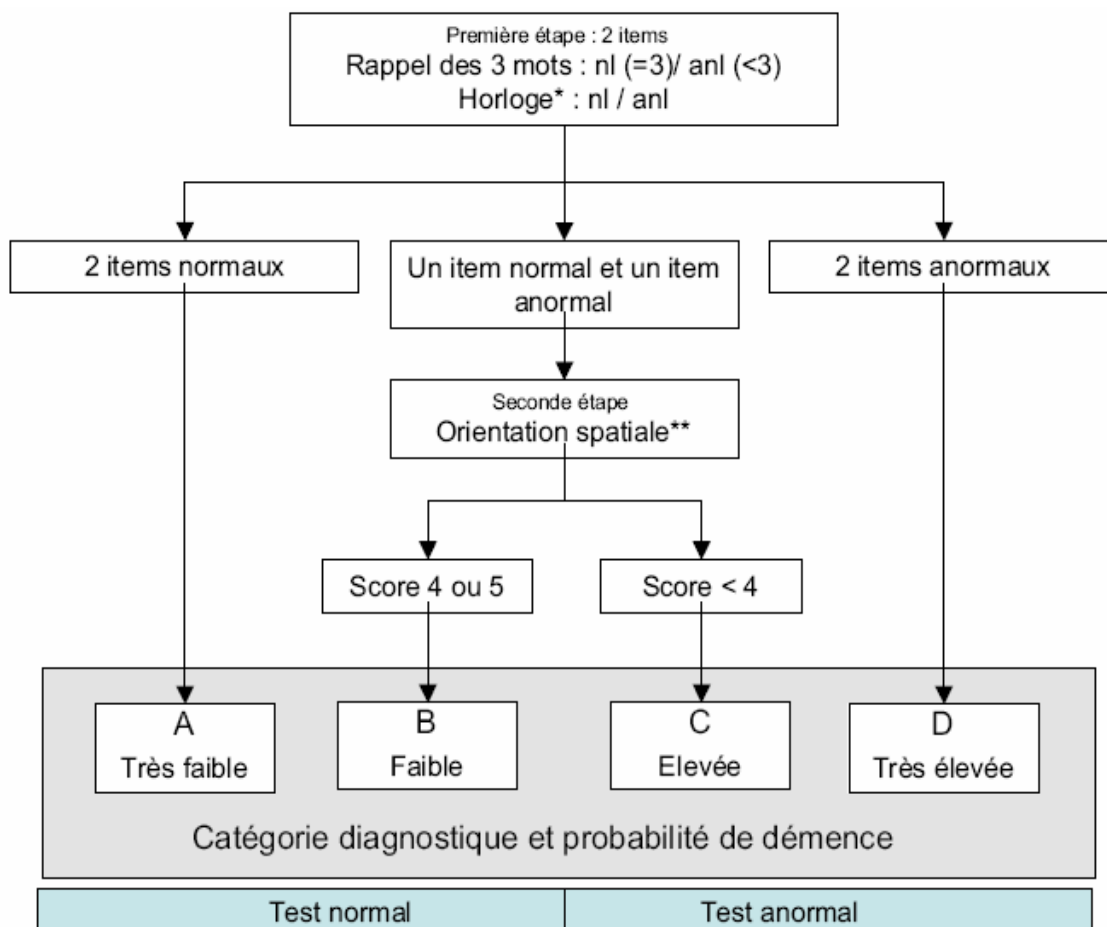 Première étape : 2 items
Rappel des 3 mots : nl (=3)/ anl (<3)
Horloge* : nl / anl
2 items normaux
Un item normal et un item
anormal
2 items anormaux
Seconde étape
Orientation spatiale**
Score 4 ou 5
Score < 4
A
Très faible
B
Faible
C
Elevée
D
Très élevée
Catégorie diagnostique et probabilité de démence
Test normal
Test anormal